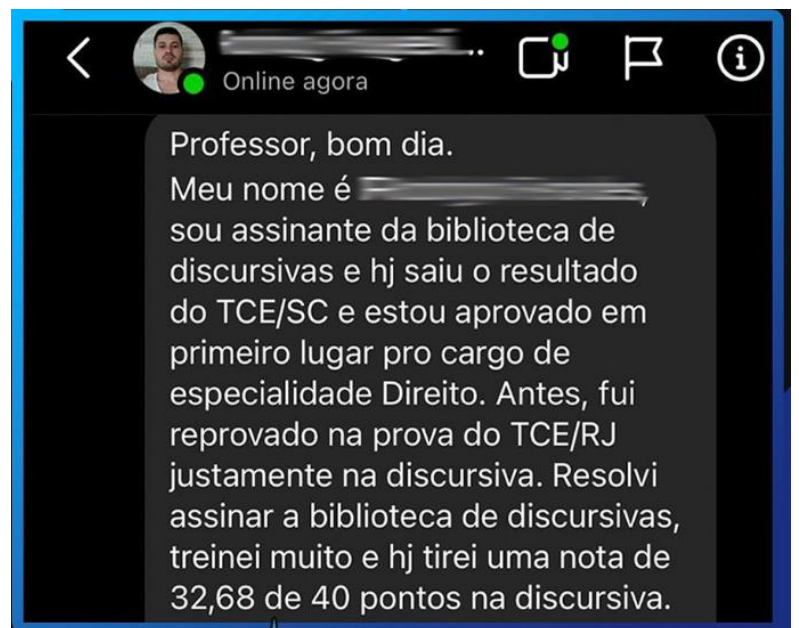 Online agora
Professor, bom dia.
Meu nome é
sou assinante da biblioteca de
discursivas e hj saiu o resultado
do TCE/SC e estou aprovado em
primeiro lugar pro cargo de
especialidade Direito. Antes, fui
reprovado na prova do TCE/RJ
justamente na discursiva. Resolvi
assinar a biblioteca de discursivas,
treinei muito e hj tirei uma nota de
32,68 de 40 pontos na discursiva.